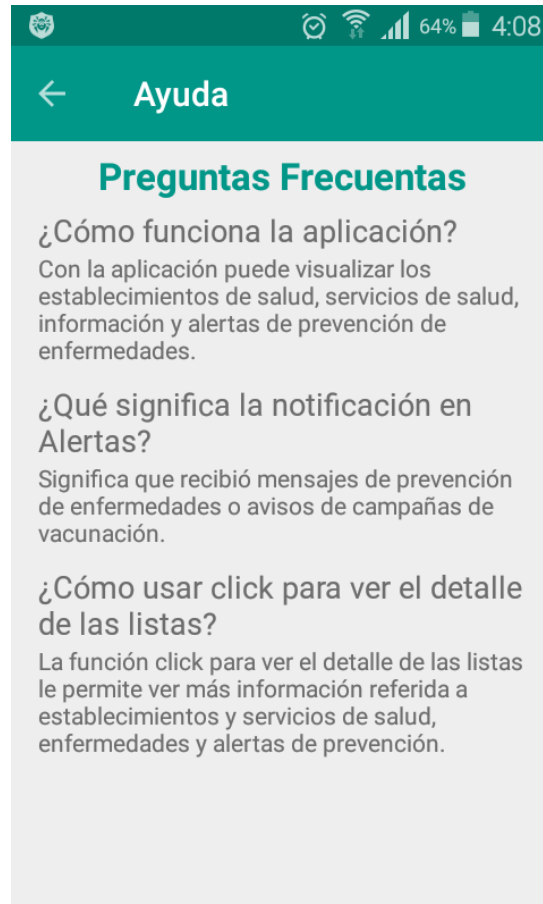 64% 4:08
Ayuda
Preguntas Frecuentas
¿Cómo funciona la aplicación?
Con la aplicación puede visualizar los
establecimientos de salud, servicios de salud,
información y alertas de prevención de
enfermedades.
¿Qué significa la notificación en
Alertas?
Significa que recibió mensajes de prevención
de enfermedades o avisos de campañas de
vacunación.
¿Cómo usar click para ver el detalle
de las listas?
La función click para ver el detalle de las listas
le permite ver más información referida a
establecimientos y servicios de salud,
enfermedades y alertas de prevención.